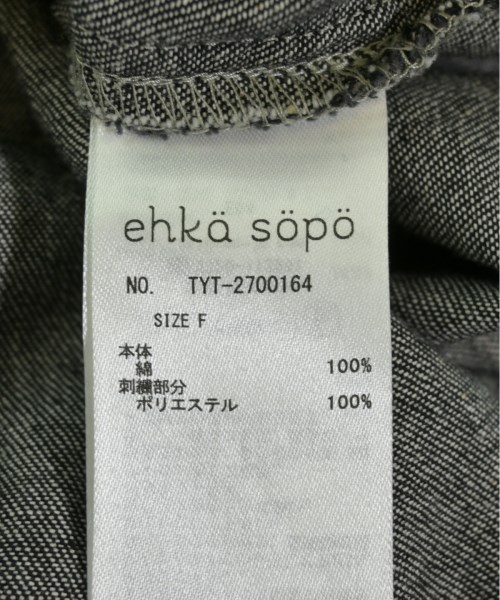 ehkä söpö
NO. TYT-2700164
SIZE F
本体
綿 100%
刺繍部分
ポリエステル 100%